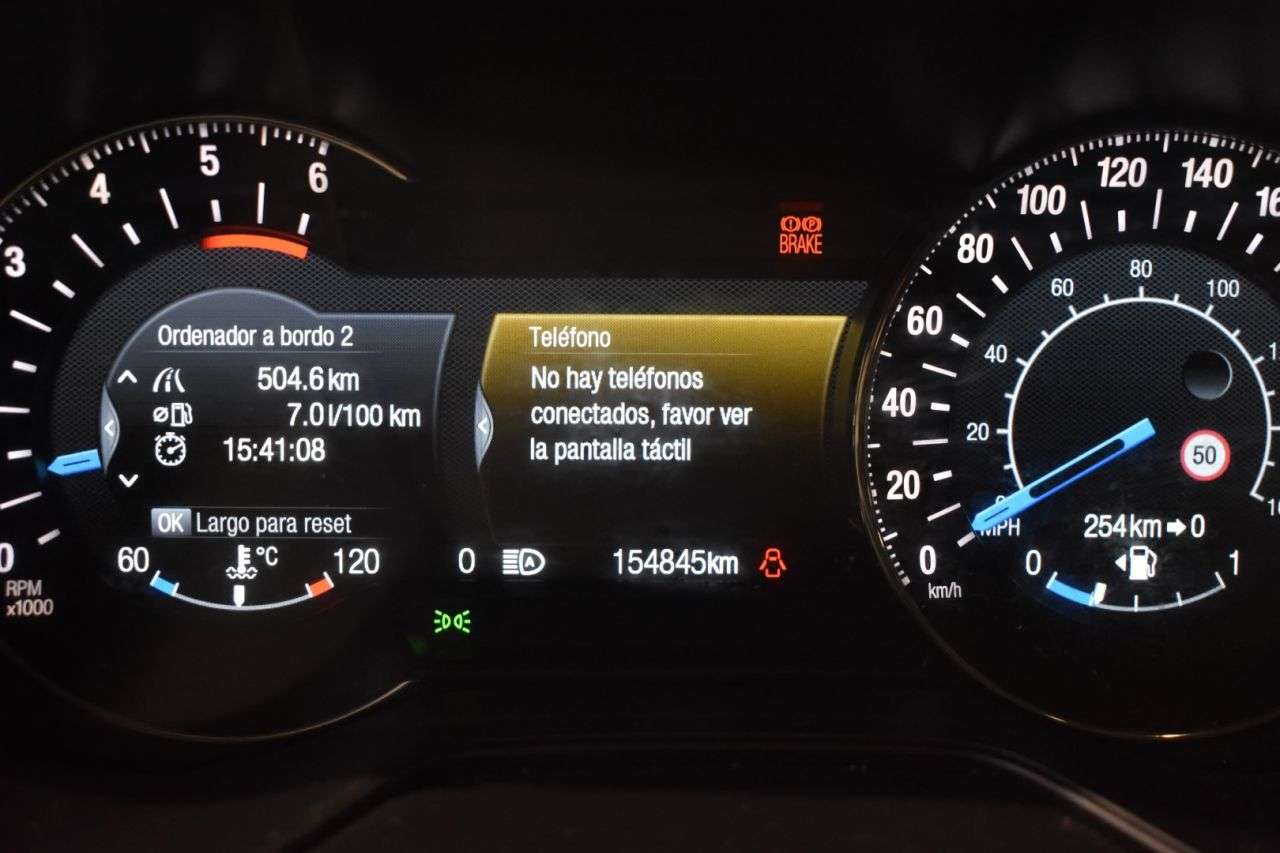 3
4
5
6
0
RPM
x1000
Ordenador a bordo 2
504.6 km
7.0 l/100 km
15:41:08
OK Largo para reset
60 °C 120
BRAKE
Teléfono
No hay teléfonos
conectados, favor ver
la pantalla táctil
0 A 154845km
0
20
40
60
80
100
120
140
km/h
20
40
60
80
100
MPH
50
254 km → 0
0 1